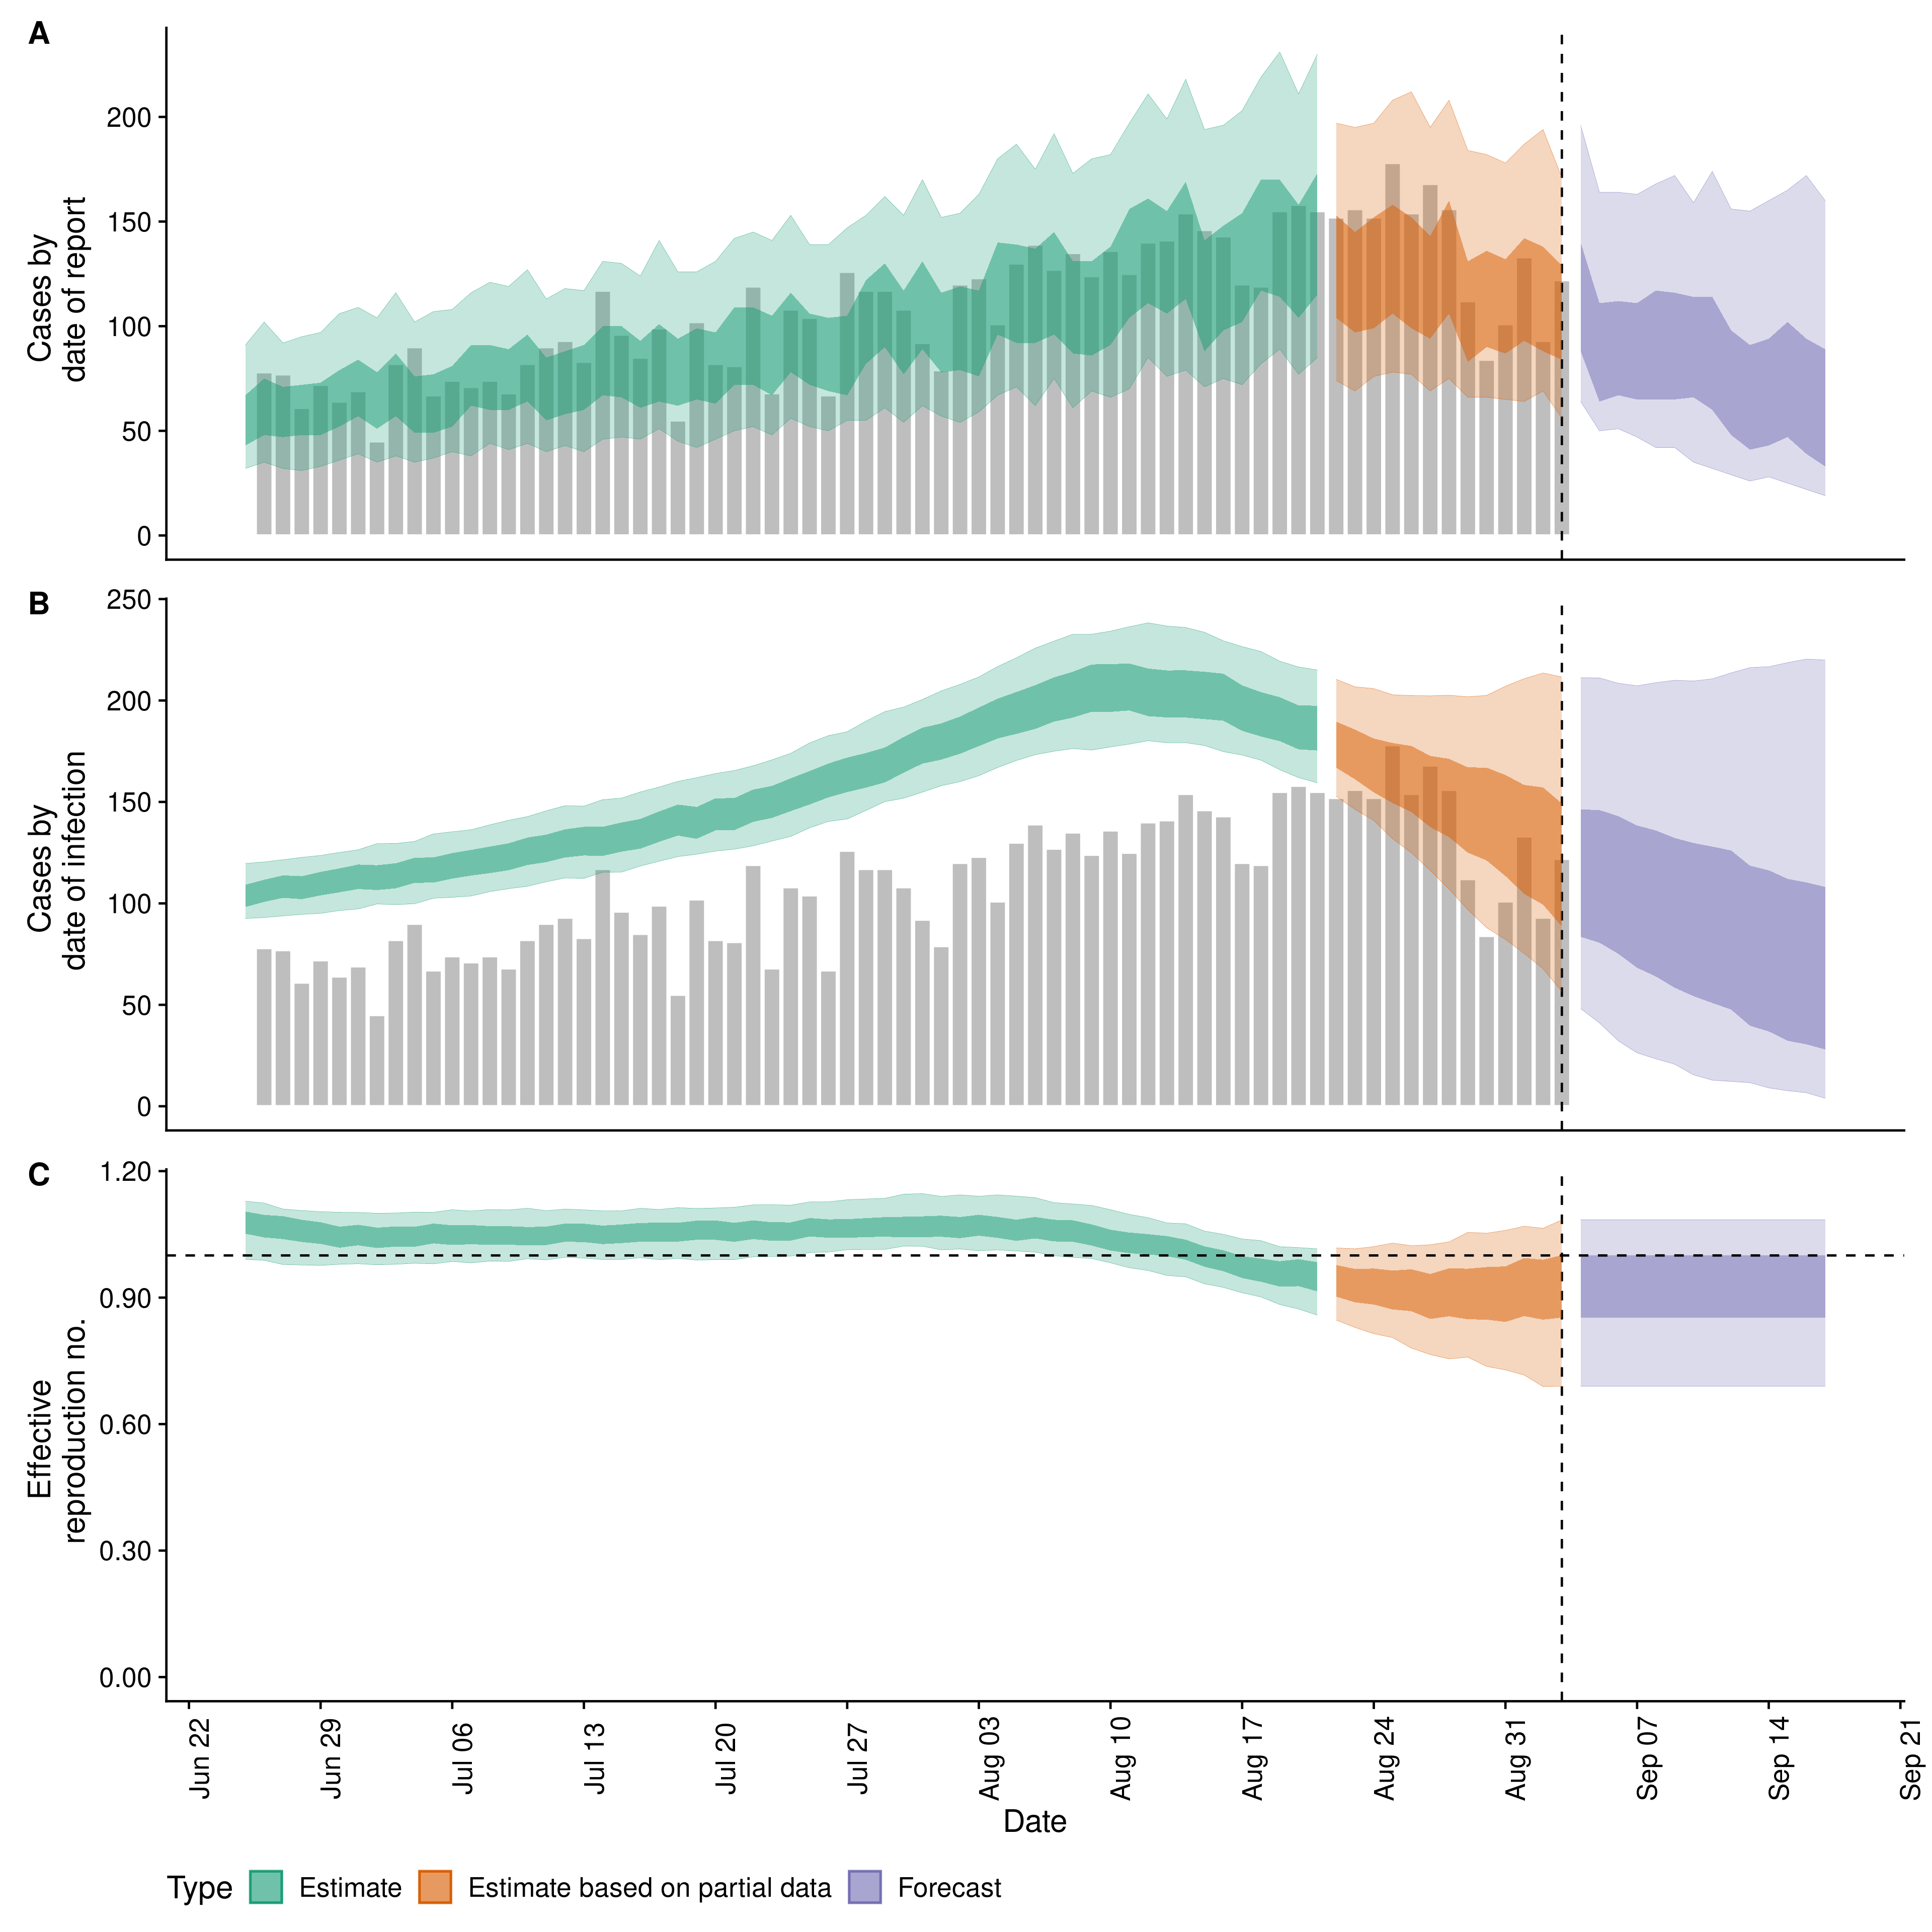 A
Cases by
date of report
200
150
100
50
0
B
Cases by
date of infection
250
200
150
100
50
0
C
Effective
reproduction no.
1.20
0.90
0.60
0.30
0.00
Jun 22
Jun 29
Jul 06
Jul 13
Jul 20
Jul 27
Aug 03
Aug 10
Aug 17
Aug 24
Aug 31
Sep 07
Sep 14
Sep 21
Date
Type Estimate Estimate based on partial data Forecast